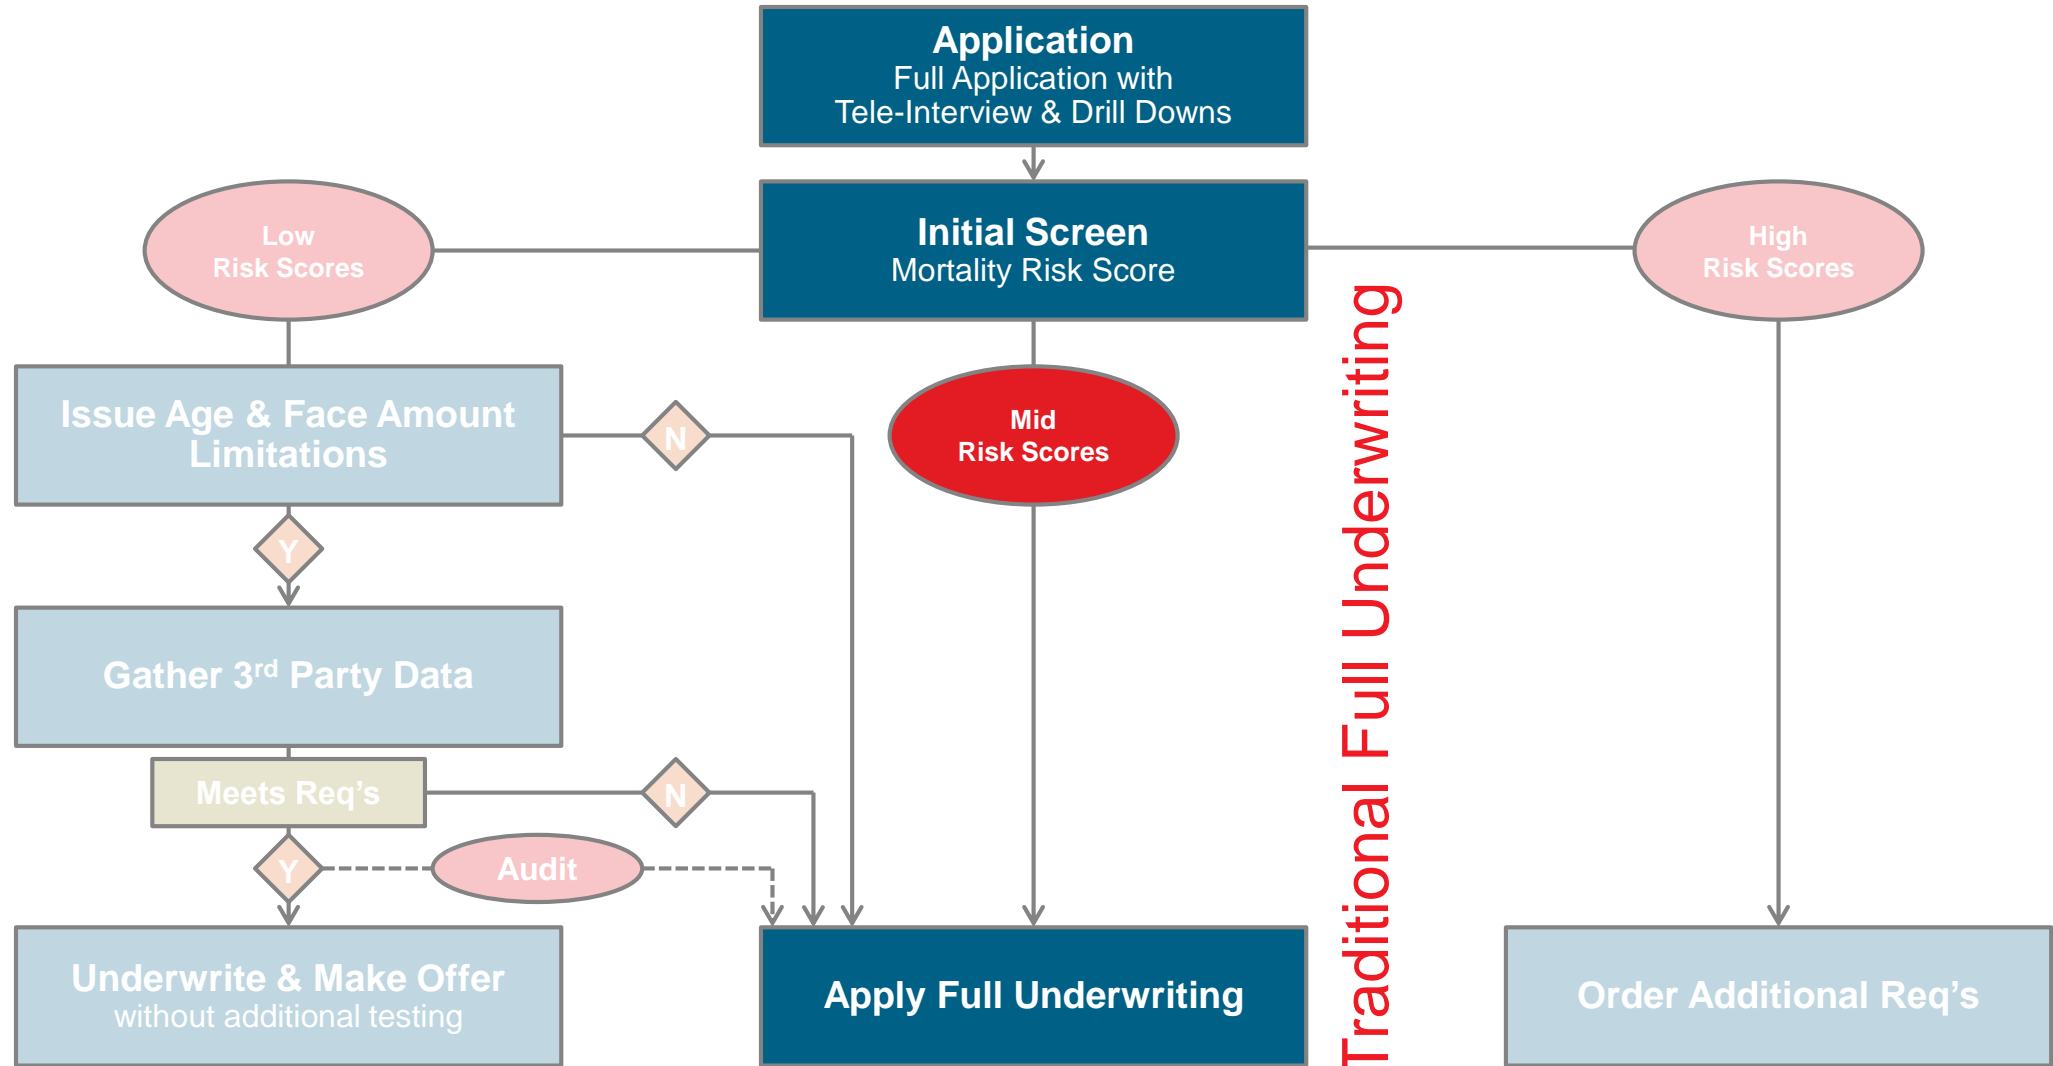 Application
Full Application with
Tele-Interview & Drill Downs
Low
Risk Scores
Initial Screen
Mortality Risk Score
High
Risk Scores
Issue Age & Face Amount
Limitations
N
Mid
Risk Scores
Traditional Full Underwriting
Y
Gather 3rd Party Data
Meets Req’s
N
Y
Audit
Underwrite & Make Offer
without additional testing
Apply Full Underwriting
Order Additional Req’s